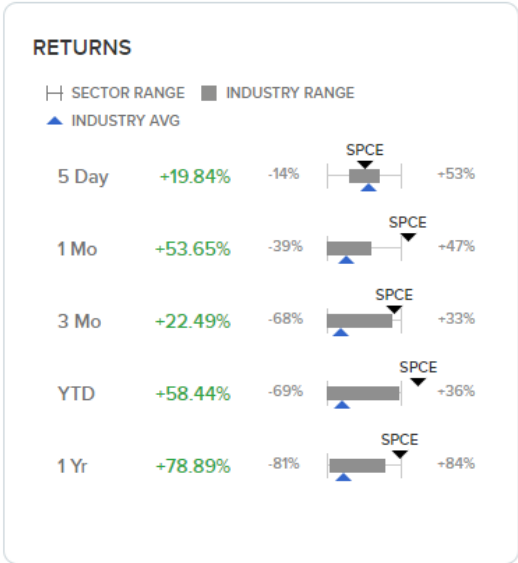 RETURNS
SECTOR RANGE INDUSTRY RANGE
INDUSTRY AVG
SPCE
5 Day +19.84% -14% +53%
SPCE
1 Mo +53.65% -39% +47%
SPCE
3 Mo +22.49% -68% +33%
SPCE
YTD +58.44% -69% +36%
SPCE
1 Yr +78.89% -81% +84%